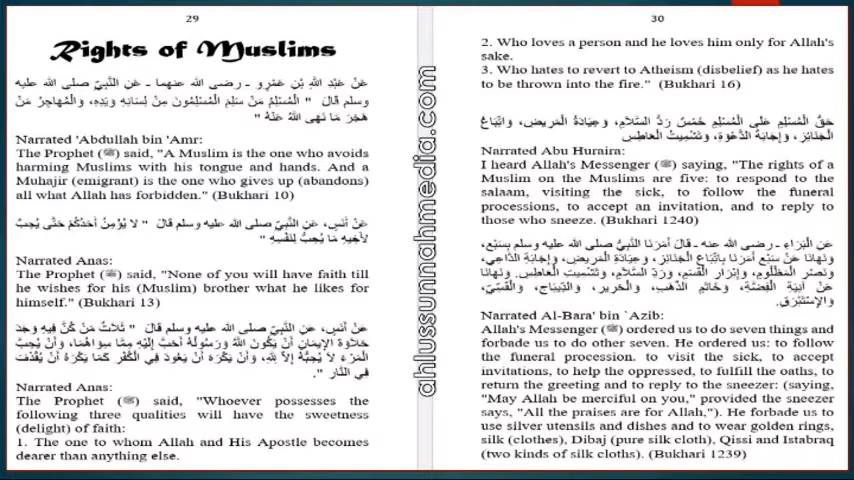 29
Rights of Muslims
عَنْ عَبْدِ اللهِ بْنِ عَمْرٍو ـ رضى الله عنهما ـ عَنِ النَّبِيِّ صلى الله عليه
وسلم قَالَ " الْمُسْلِمُ مَنْ سَلِمَ الْمُسْلِمُونَ مِنْ لِسَانِهِ وَيَدِهِ، وَالْمُهَاجِرُ مَنْ
هَجَرَ مَا نَهَى اللهُ عَنْهُ "
Narrated 'Abdullah bin 'Amr:
The Prophet (ﷺ) said, "A Muslim is the one who avoids
harming Muslims with his tongue and hands. And a
Muhajir (emigrant) is the one who gives up (abandons)
all what Allah has forbidden." (Bukhari 10)
عَنْ أَنَسٍ، عَنِ النَّبِيِّ صلى الله عليه وسلم قَالَ " لاَ يُؤْمِنُ أَحَدُكُمْ حَتَّى يُحِبَّ
لأَخِيهِ مَا يُحِبُّ لِنَفْسِهِ "
Narrated Anas:
The Prophet (ﷺ) said, "None of you will have faith till
he wishes for his (Muslim) brother what he likes for
himself." (Bukhari 13)
عَنْ أَنَسٍ، عَنِ النَّبِيِّ صلى الله عليه وسلم قَالَ " ثَلاَثٌ مَنْ كُنَّ فِيهِ وَجَدَ
حَلاَوَةَ الإِيمَانِ أَنْ يَكُونَ اللهُ وَرَسُولُهُ أَحَبَّ إِلَيْهِ مِمَّا سِوَاهُمَا، وَأَنْ يُحِبَّ
الْمَرْءَ لاَ يُحِبُّهُ إِلاَّ لِلَّهِ، وَأَنْ يَكْرَهَ أَنْ يَعُودَ فِي الْكُفْرِ كَمَا يَكْرَهُ أَنْ يُقْذَفَ
فِي النَّارِ ".
Narrated Anas:
The Prophet (ﷺ) said, "Whoever possesses the
following three qualities will have the sweetness
(delight) of faith:
1. The one to whom Allah and His Apostle becomes
dearer than anything else.
ahlussunnahmedia.com
30
2. Who loves a person and he loves him only for Allah's
sake.
3. Who hates to revert to Atheism (disbelief) as he hates
to be thrown into the fire." (Bukhari 16)
حَقُّ الْمُسْلِمِ عَلَى الْمُسْلِمِ خَمْسٌ رَدُّ السَّلاَمِ، وَعِيَادَةُ الْمَرِيضِ، وَاتِّبَاعُ
الْجَنَائِزِ، وَإِجَابَةُ الدَّعْوَةِ، وَتَشْمِيتُ الْعَاطِسِ
Narrated Abu Huraira:
I heard Allah's Messenger (ﷺ) saying, "The rights of a
Muslim on the Muslims are five: to respond to the
salaam, visiting the sick, to follow the funeral
processions, to accept an invitation, and to reply to
those who sneeze. (Bukhari 1240)
عَنِ الْبَرَاءِ ـ رضى الله عنه ـ قَالَ أَمَرَنَا النَّبِيُّ صلى الله عليه وسلم بِسَبْعٍ،
وَنَهَانَا عَنْ سَبْعٍ أَمَرَنَا بِاتِّبَاعِ الْجَنَائِزِ، وَعِيَادَةِ الْمَرِيضِ، وَإِجَابَةِ الدَّاعِي،
وَنَصْرِ الْمَظْلُومِ، وَإِبْرَارِ الْقَسَمِ، وَرَدِّ السَّلاَمِ، وَتَشْمِيتِ الْعَاطِسِ. وَنَهَانَا
عَنْ آنِيَةِ الْفِضَّةِ، وَخَاتَمِ الذَّهَبِ، وَالْحَرِيرِ، وَالدِّيبَاجِ، وَالْقَسِّيِّ،
وَالإِسْتَبْرَقِ.
Narrated Al-Bara' bin `Azib:
Allah's Messenger (ﷺ) ordered us to do seven things and
forbade us to do other seven. He ordered us: to follow
the funeral procession. to visit the sick, to accept
invitations, to help the oppressed, to fulfill the oaths, to
return the greeting and to reply to the sneezer: (saying,
"May Allah be merciful on you," provided the sneezer
says, "All the praises are for Allah,"). He forbade us to
use silver utensils and dishes and to wear golden rings,
silk (clothes), Dibaj (pure silk cloth), Qissi and Istabraq
(two kinds of silk cloths). (Bukhari 1239)